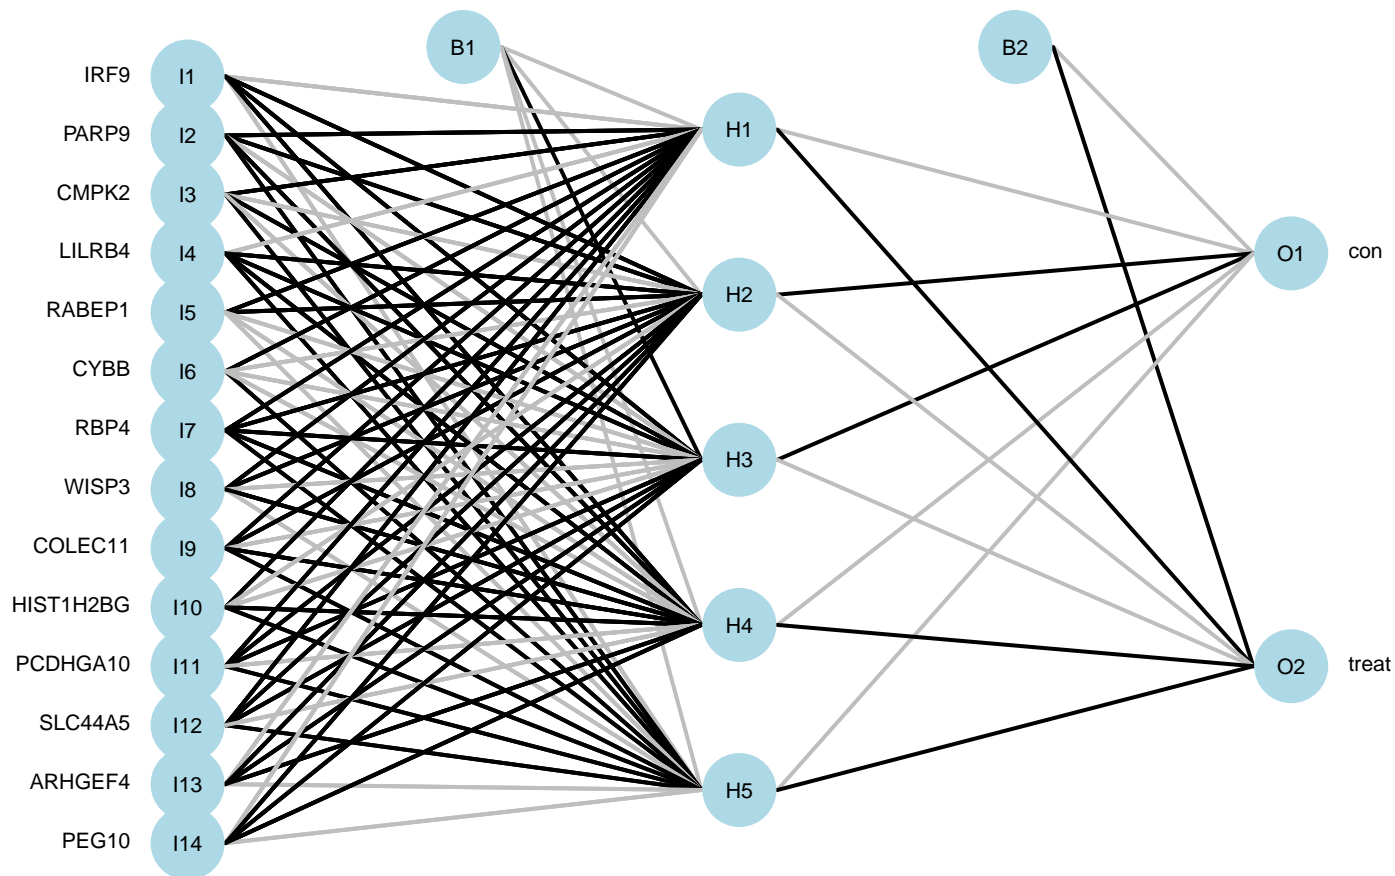 B1
B2
IRF9 I1
PARP9 I2
H1
CMPK2 I3
LILRB4 I4
O1 con
H2
RABEP1 I5
CYBB I6
RBP4 I7
H3
WISP3 I8
COLEC11 I9
HIST1H2BG I10
H4
PCDHGA10 I11
O2 treat
SLC44A5 I12
ARHGEF4 I13
H5
PEG10 I14